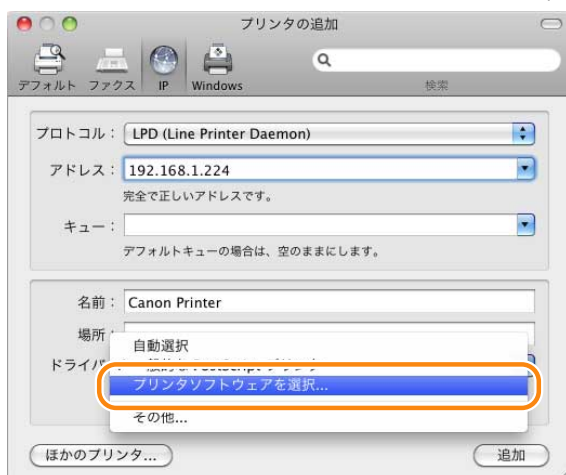 プリンタの追加
デフォルト ファクス IP Windows 検索
プロトコル： LPD (Line Printer Daemon)
アドレス： 192.168.1.224
完全で正しいアドレスです。
キュー：
デフォルトキューの場合は、空のままにします。
名前： Canon Printer
場所：
自動選択
ドライバ
プリンタソフトウェアを選択...
その他...
ほかのプリンタ...
追加